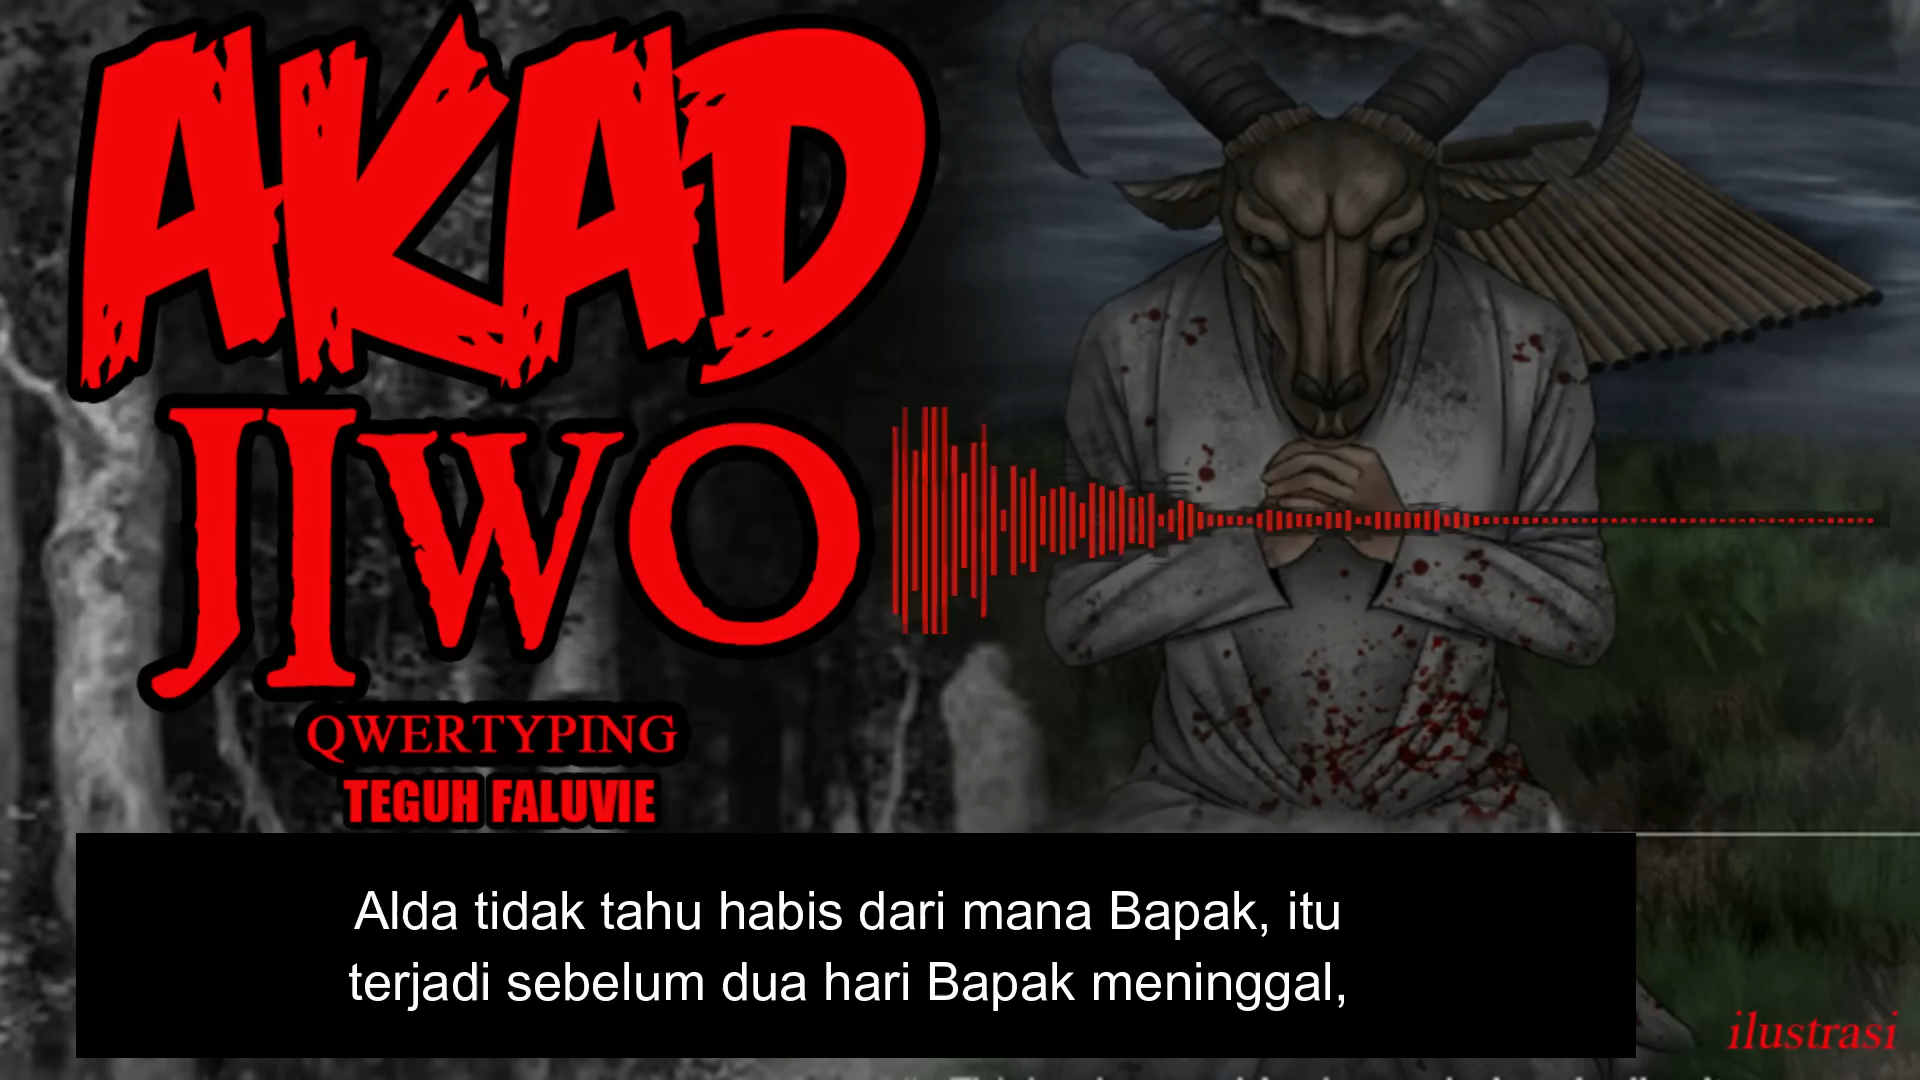 AKAD
JIWO
QWERTYPING
TEGUH FALUVIE
Alda tidak tahu habis dari mana Bapak, itu
terjadi sebelum dua hari Bapak meninggal,
ilustrasi